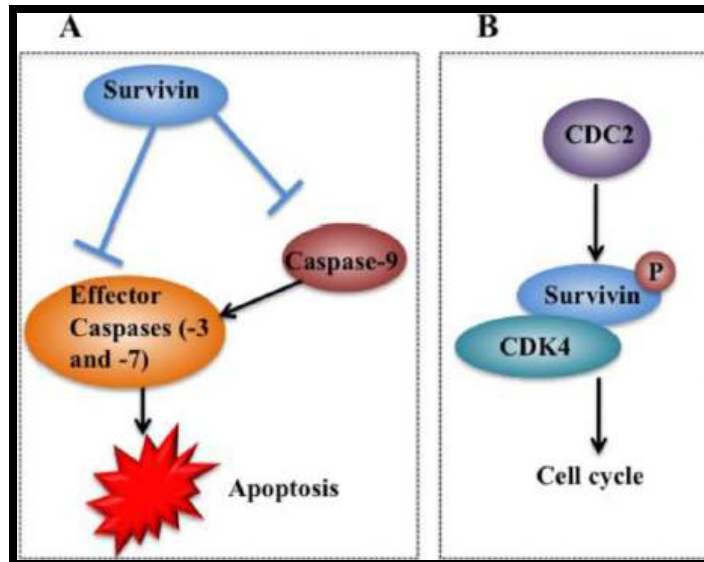 A
Survivin
Caspase-9
Effector
Caspases (-3
and -7)
Apoptosis
B
CDC2
P
Survivin
CDK4
Cell cycle